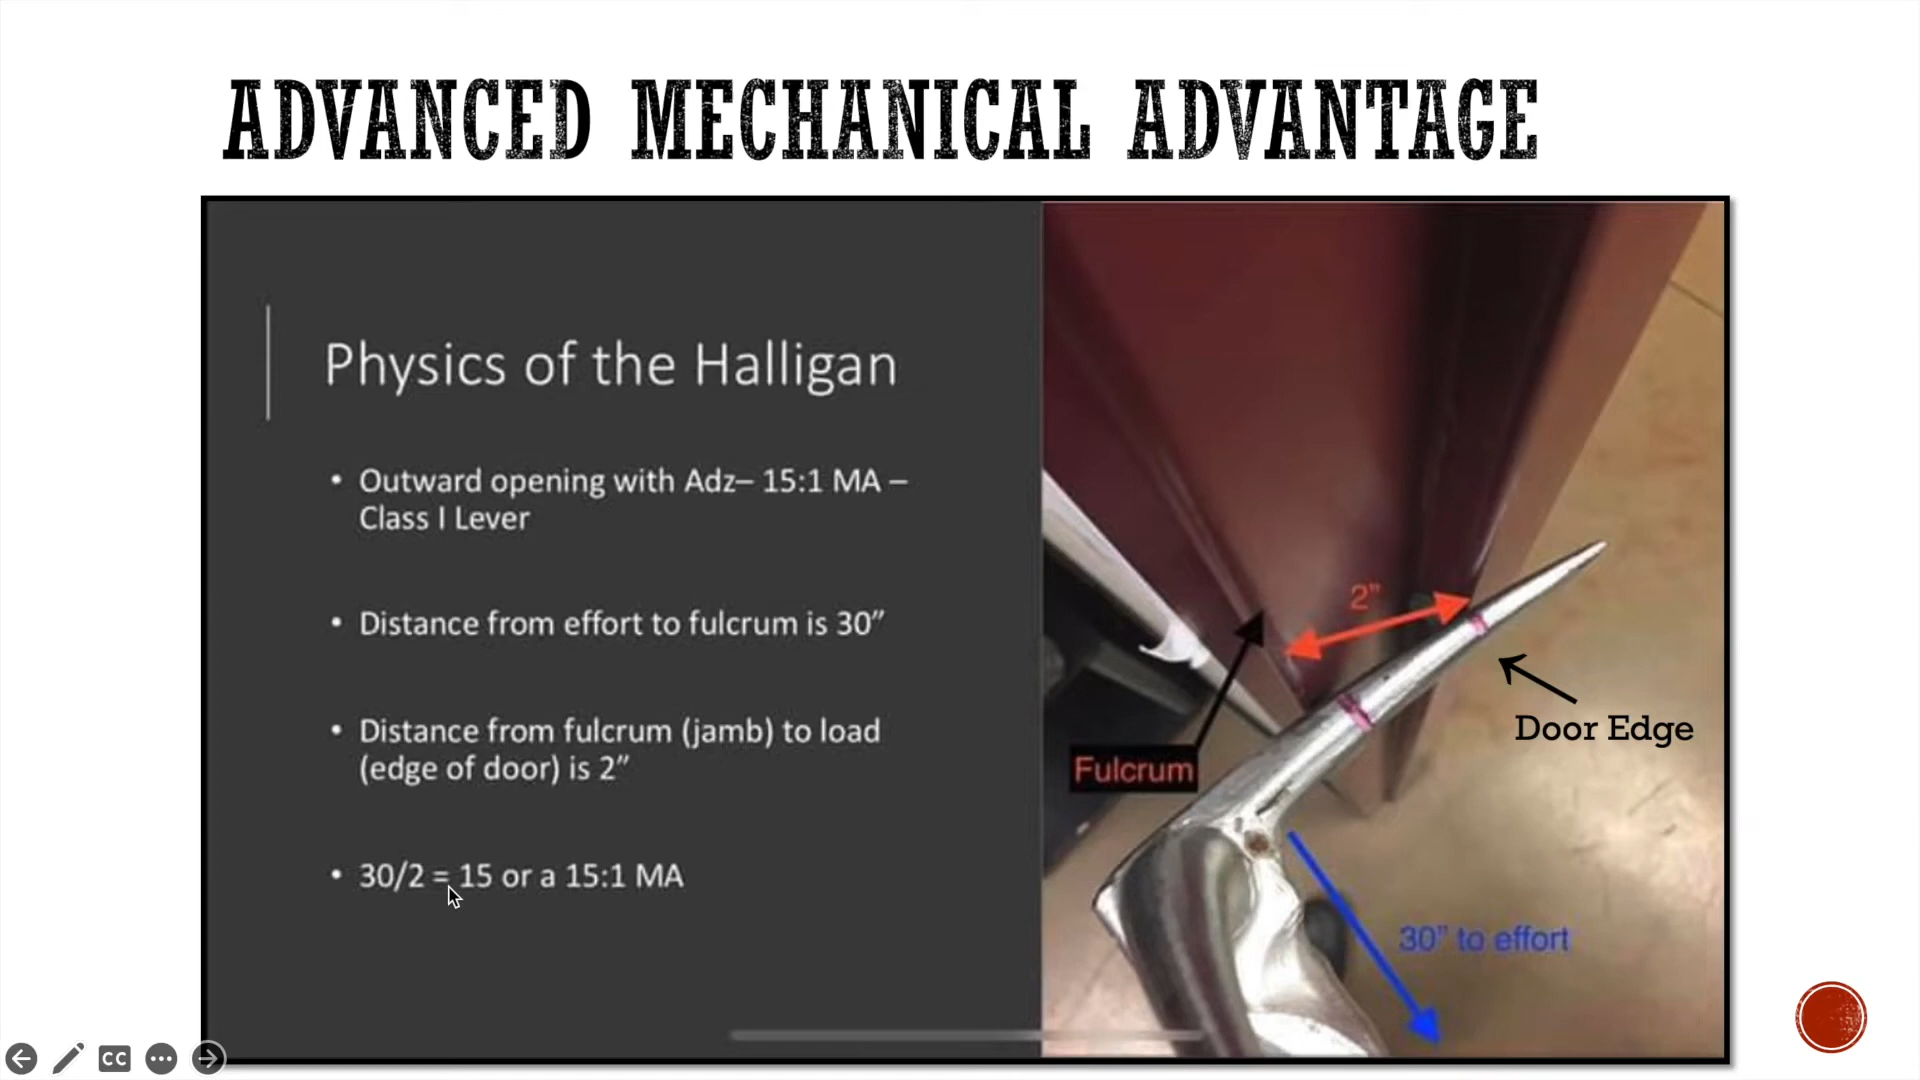 ADVANCED MECHANICAL ADVANTAGE
Physics of the Halligan
• Outward opening with Adz– 15:1 MA –
Class I Lever
• Distance from effort to fulcrum is 30”
• Distance from fulcrum (jamb) to load
(edge of door) is 2”
• 30/2 = 15 or a 15:1 MA
2”
Door Edge
Fulcrum
30” to effort
CC